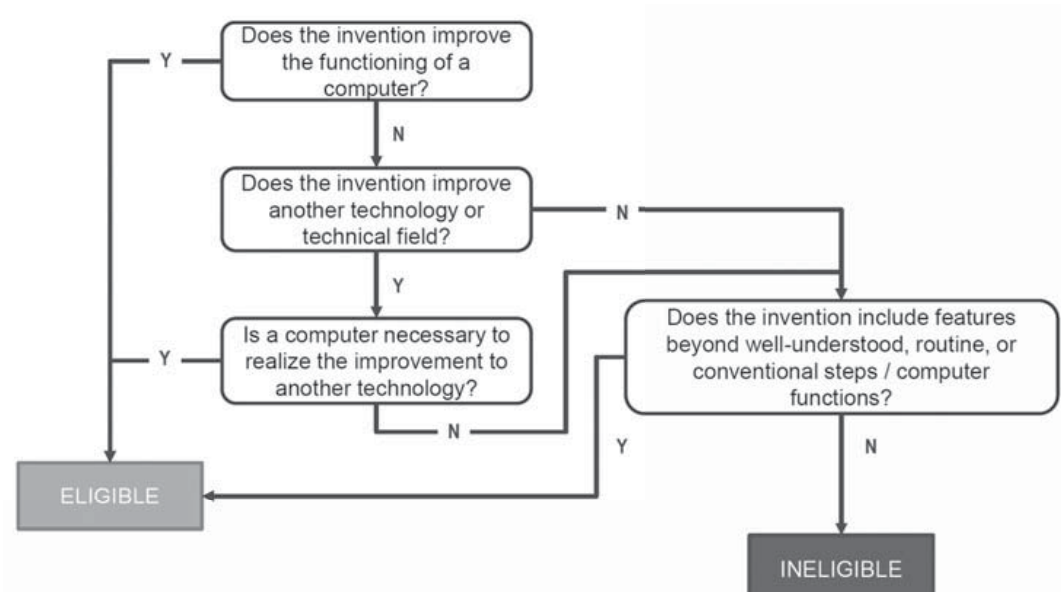 Does the invention improve
the functioning of a
computer?
Y
N
Does the invention improve
another technology or
technical field?
N
Y
Is a computer necessary to
realize the improvement to
another technology?
Y
N
Does the invention include features
beyond well-understood, routine, or
conventional steps / computer
functions?
Y
N
ELIGIBLE
INELIGIBLE